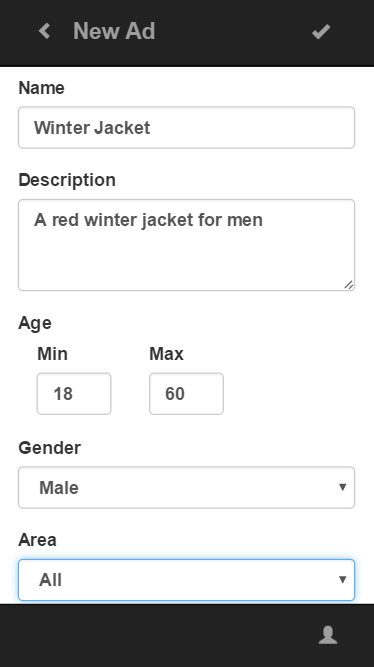 New Ad
Name
Winter Jacket
Description
A red winter jacket for men
Age
Min Max
18 60
Gender
Male
Area
All